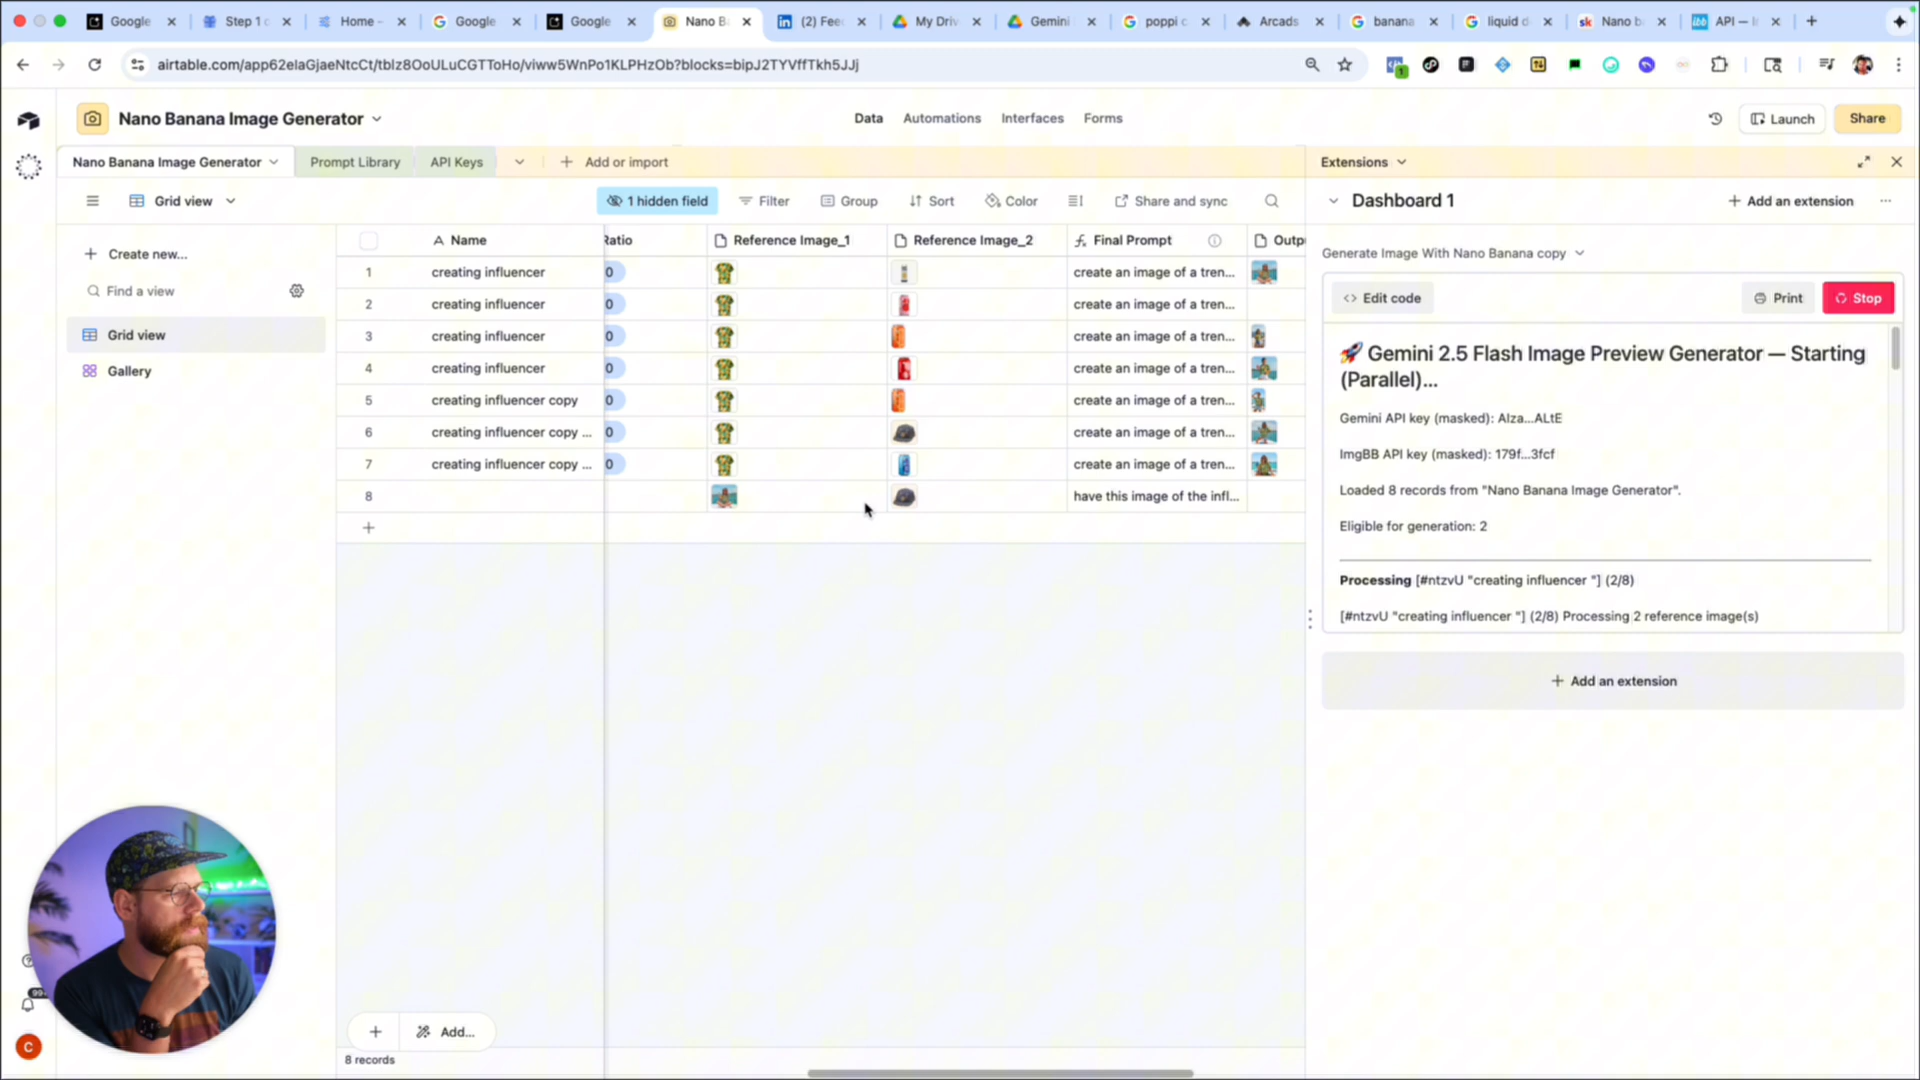 Google
Step 1 o
Home -
Google
Google
Nano B
(2) Fee
My Driv
Gemini
poppi c
Arcads
banana
liquid d
Nano b
API — I
airtable.com/app62elaGjaeNtcCt/tblz8OoULuCGTToHo/viww5WnPo1KLPHzOb?blocks=bipJ2TYVffTkh5JJj
Nano Banana Image Generator
Data
Automations
Interfaces
Forms
Launch
Share
Nano Banana Image Generator
Prompt Library
API Keys
Add or import
Extensions
Grid view
1 hidden field
Filter
Group
Sort
Color
Share and sync
Dashboard 1
Add an extension
Create new...
Find a view
Grid view
Gallery
Name
Ratio
Reference Image_1
Reference Image_2
Final Prompt
Outp
1 creating influencer 0 create an image of a tren...
2 creating influencer 0 create an image of a tren...
3 creating influencer 0 create an image of a tren...
4 creating influencer 0 create an image of a tren...
5 creating influencer copy 0 create an image of a tren...
6 creating influencer copy ... 0 create an image of a tren...
7 creating influencer copy ... 0 create an image of a tren...
8 have this image of the infl...
Generate Image With Nano Banana copy
Edit code
Print
Stop
Gemini 2.5 Flash Image Preview Generator — Starting
(Parallel)...
Gemini API key (masked): AIza...ALtE
ImgBB API key (masked): 179f...3fcf
Loaded 8 records from "Nano Banana Image Generator".
Eligible for generation: 2
Processing [#ntzvU "creating influencer "] (2/8)
[#ntzvU "creating influencer "] (2/8) Processing 2 reference image(s)
Add an extension
99+
C
Add...
8 records